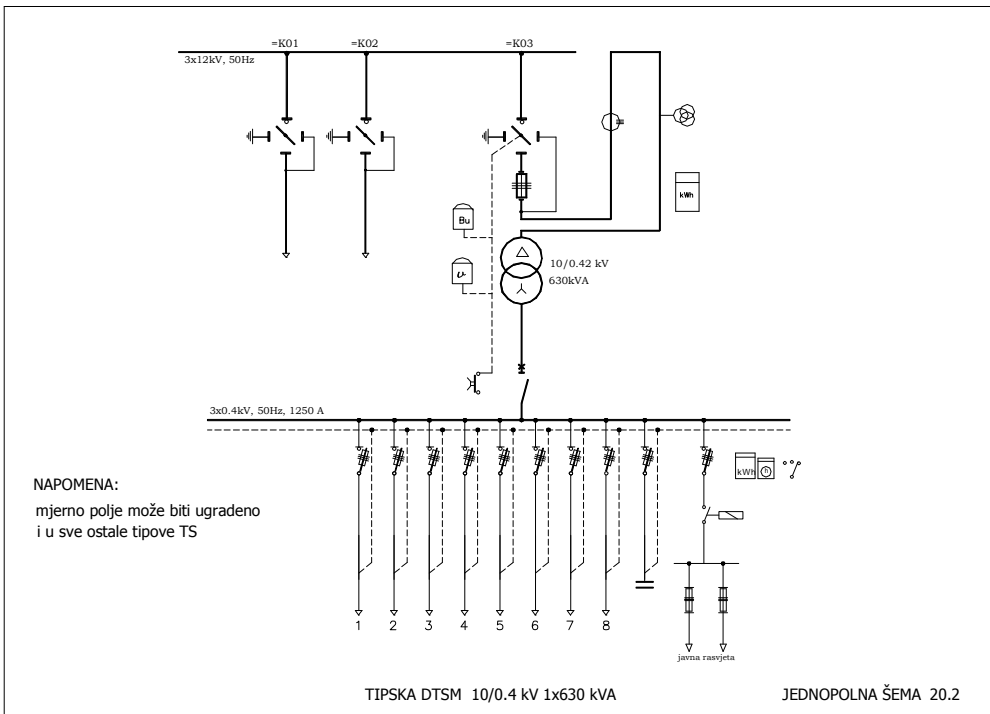 =K01
=K02
=K03
3x12kV, 50Hz
kWh
Bu
10/0.42 kV
630kVA
υ
3x0.4kV, 50Hz, 1250 A
kWh
h
NAPOMENA:
mjerno polje može biti ugradeno
i u sve ostale tipove TS
1
2
3
4
5
6
7
8
javna rasvjeta
TIPSKA DTSM 10/0.4 kV 1x630 kVA
JEDNOPOLNA ŠEMA 20.2